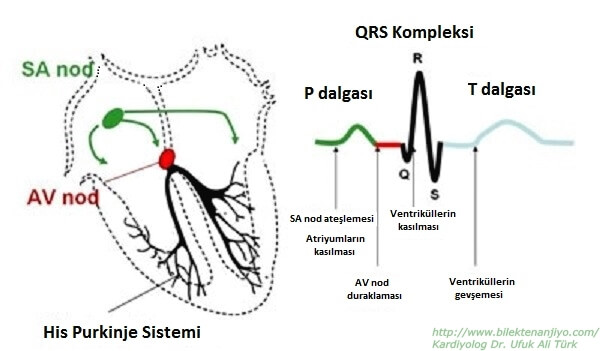 SA nod
AV nod
His Purkinje Sistemi
QRS Kompleksi
P dalgası
R
T dalgası
Q
S
SA nod ateşlemesi
Atriyumların
kasılması
AV nod
duraklaması
Ventriküllerin
kasılması
Ventriküllerin
gevşemesi
http://www.bilektenanjiyo.com/
Kardiyolog Dr. Ufuk Ali Türk